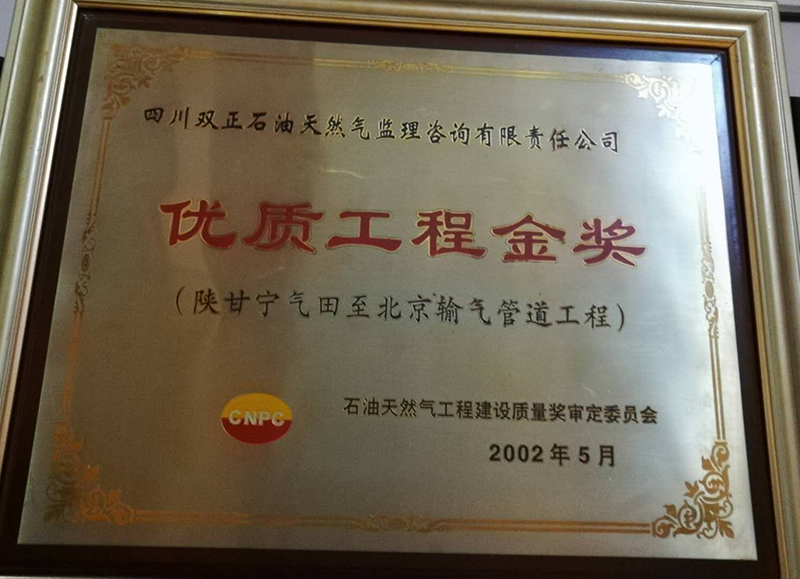 四川双正石油天然气监理咨询有限责任公司
优质工程金奖
（陕甘宁气田至北京输气管道工程）
CNPC
石油天然气工程建设质量奖审定委员会
2002年5月